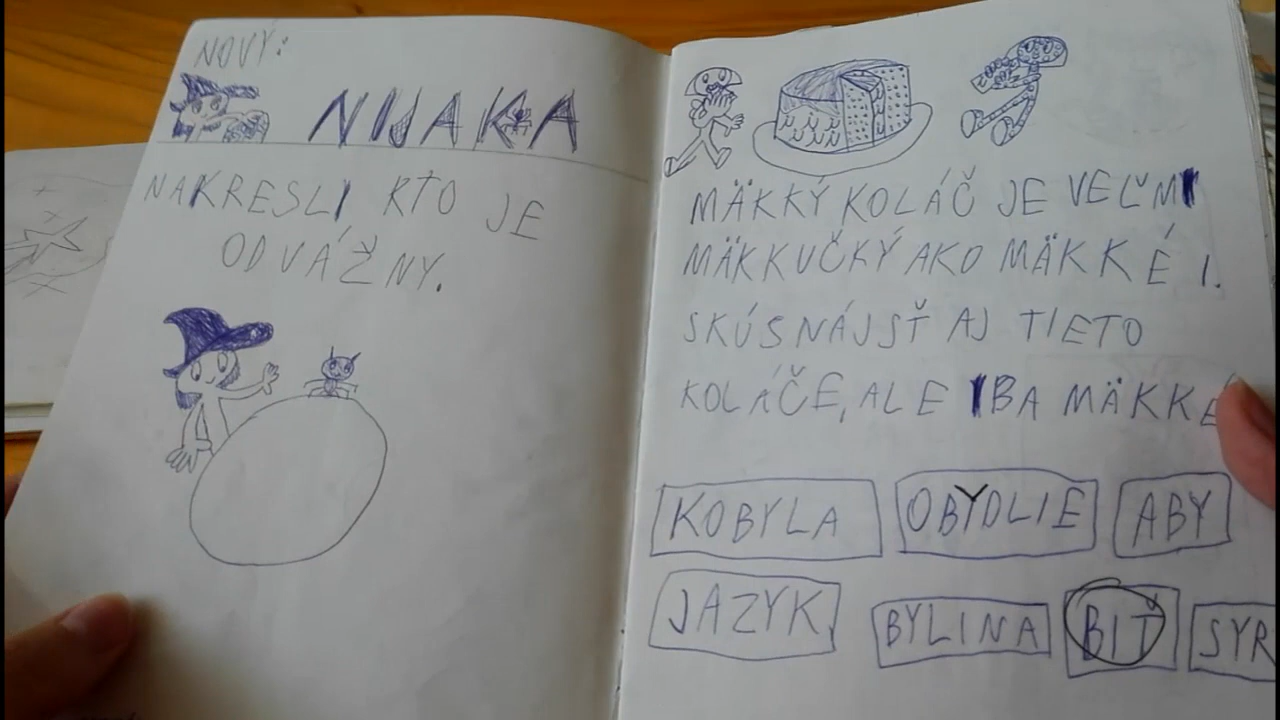 NOVÝ:
NIJAKA
NAKRESLI KTO JE
ODVÁŽNY.
MÄKKÝ KOLÁČ JE VEĽMI
MÄKKUČKÝ AKO MÄKKÉ I.
SKÚS NÁJSŤ AJ TIETO
KOLÁČE, ALE IBA MÄKKÉ
KOBYLA OBYDLIE ABY
JAZYK BYLINA BIŤ SYR